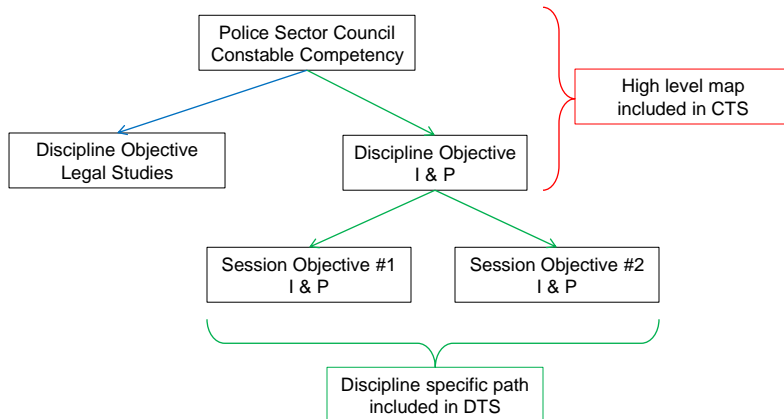 Police Sector Council
Constable Competency
High level map
included in CTS
Discipline Objective
Legal Studies
Discipline Objective
I & P
Session Objective #1
I & P
Session Objective #2
I & P
Discipline specific path
included in DTS